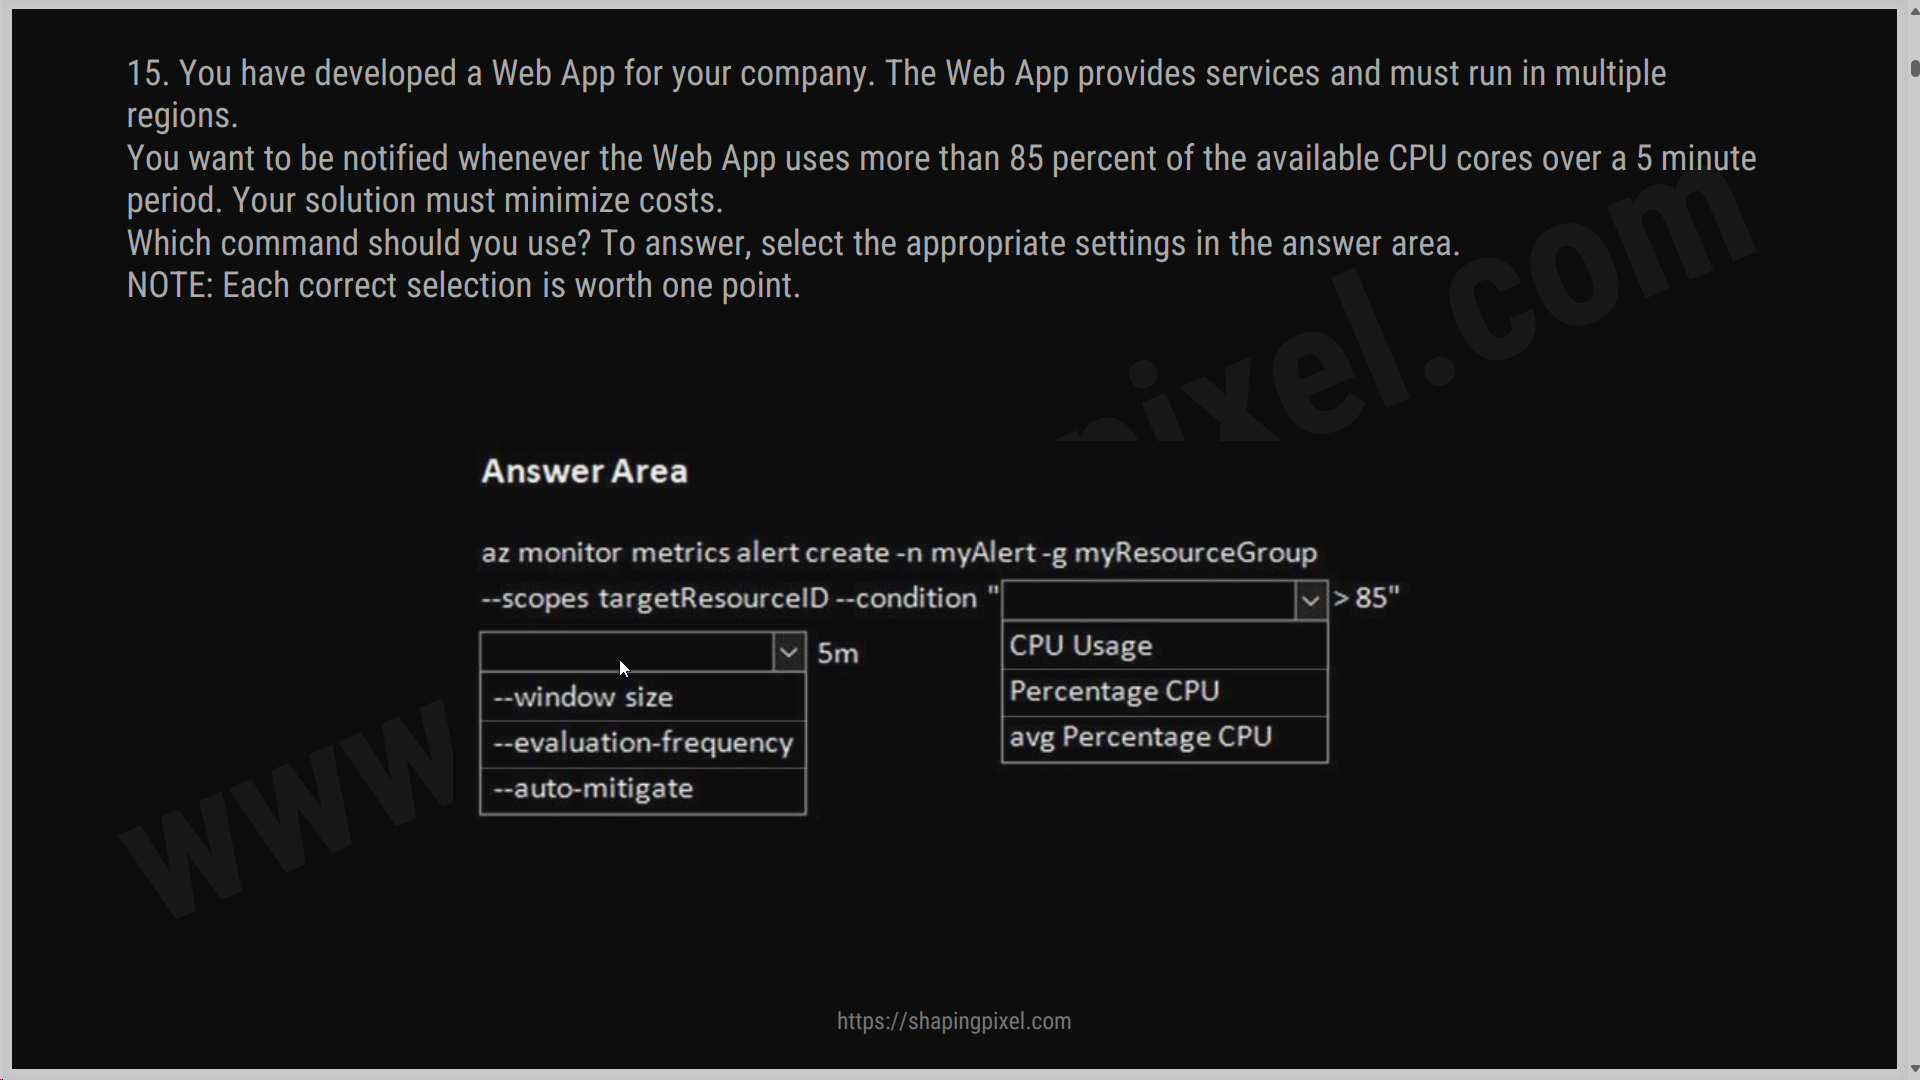 15. You have developed a Web App for your company. The Web App provides services and must run in multiple
regions.
You want to be notified whenever the Web App uses more than 85 percent of the available CPU cores over a 5 minute
period. Your solution must minimize costs.
Which command should you use? To answer, select the appropriate settings in the answer area.
NOTE: Each correct selection is worth one point.
Answer Area
az monitor metrics alert create -n myAlert -g myResourceGroup
--scopes targetResourceID --condition " > 85"
CPU Usage
Percentage CPU
avg Percentage CPU
5m
--window size
--evaluation-frequency
--auto-mitigate
www
pixel.com
https://shapingpixel.com